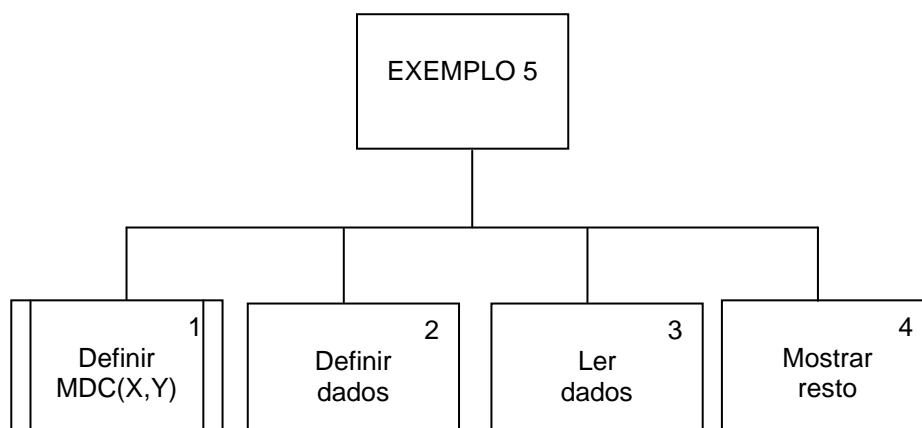 EXEMPLO 5
1
Definir
MDC(X,Y)
2
Definir
dados
3
Ler
dados
4
Mostrar
resto